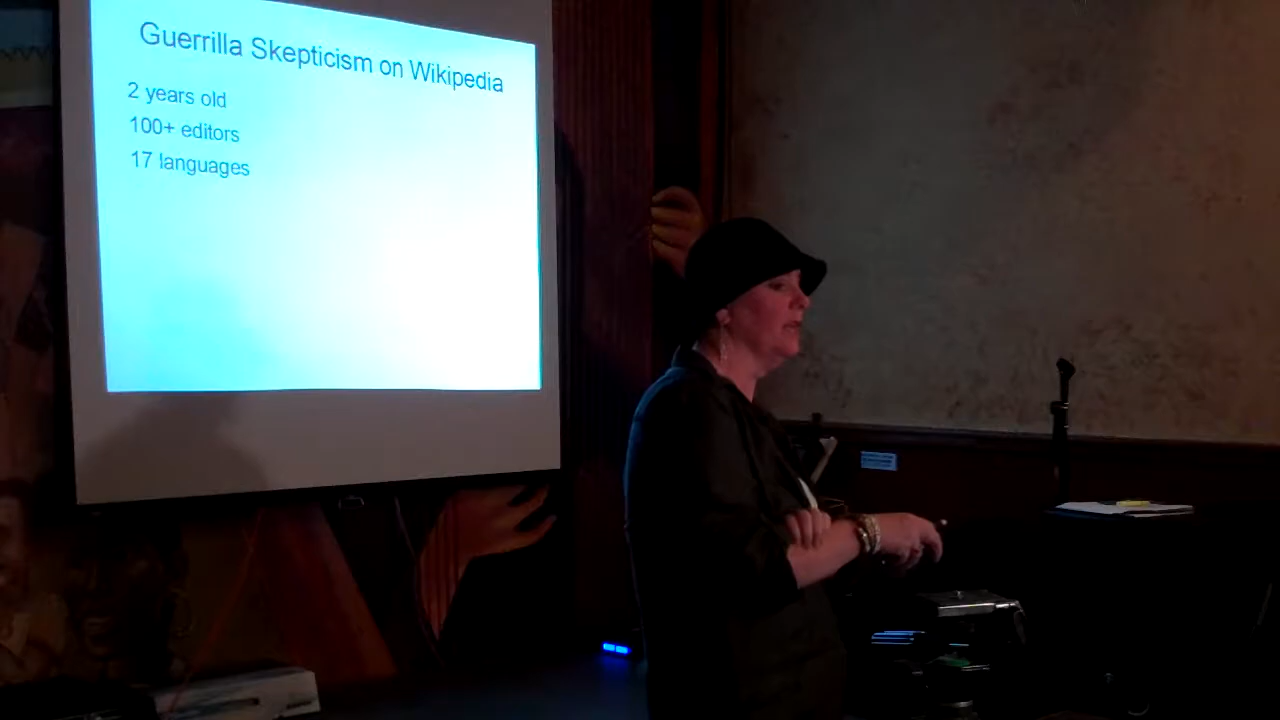 Guerrilla Skepticism on Wikipedia
2 years old
100+ editors
17 languages